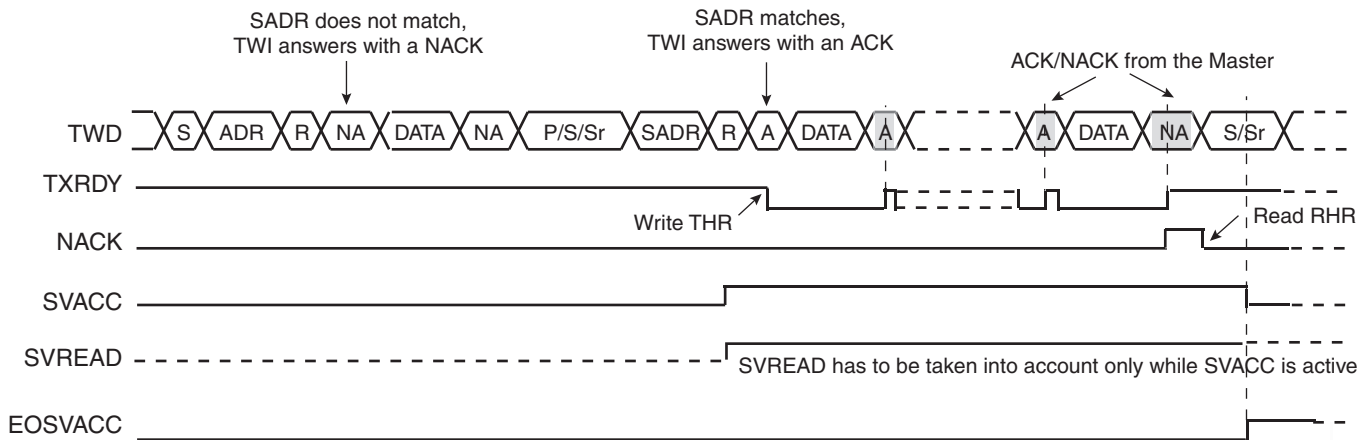 SADR does not match,
TWI answers with a NACK
SADR matches,
TWI answers with an ACK
ACK/NACK from the Master
TWD S ADR R NA DATA NA P/S/Sr SADR R A DATA A A DATA NA S/Sr
TXRDY
Write THR
Read RHR
NACK
SVACC
SVREAD
SVREAD has to be taken into account only while SVACC is active
EOSVACC